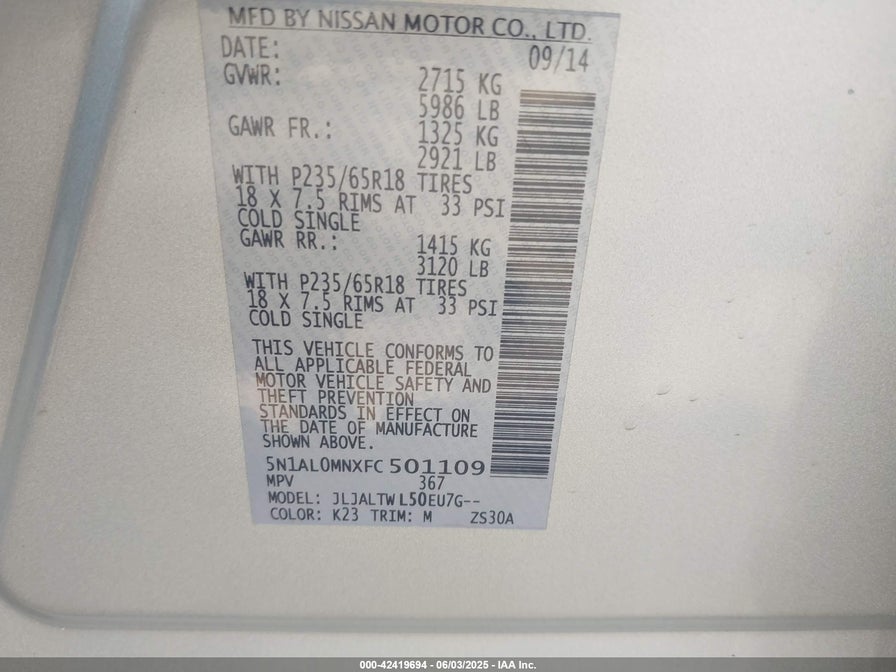 MFD BY NISSAN MOTOR CO., LTD.
DATE: 09/14
GVWR: 2715 KG
5986 LB
GAWR FR.: 1325 KG
2921 LB
WITH P235/65R18 TIRES
18 X 7.5 RIMS AT 33 PSI
COLD SINGLE
GAWR RR.: 1415 KG
3120 LB
WITH P235/65R18 TIRES
18 X 7.5 RIMS AT 33 PSI
COLD SINGLE
THIS VEHICLE CONFORMS TO
ALL APPLICABLE FEDERAL
MOTOR VEHICLE SAFETY AND
THEFT PREVENTION
STANDARDS IN EFFECT ON
THE DATE OF MANUFACTURE
SHOWN ABOVE.
5N1AL0MNXFC 501109
MPV 367
MODEL: JLJALTWL50EU7G--
COLOR: K23 TRIM: M ZS30A
000-42419694 - 06/03/2025 - IAA Inc.